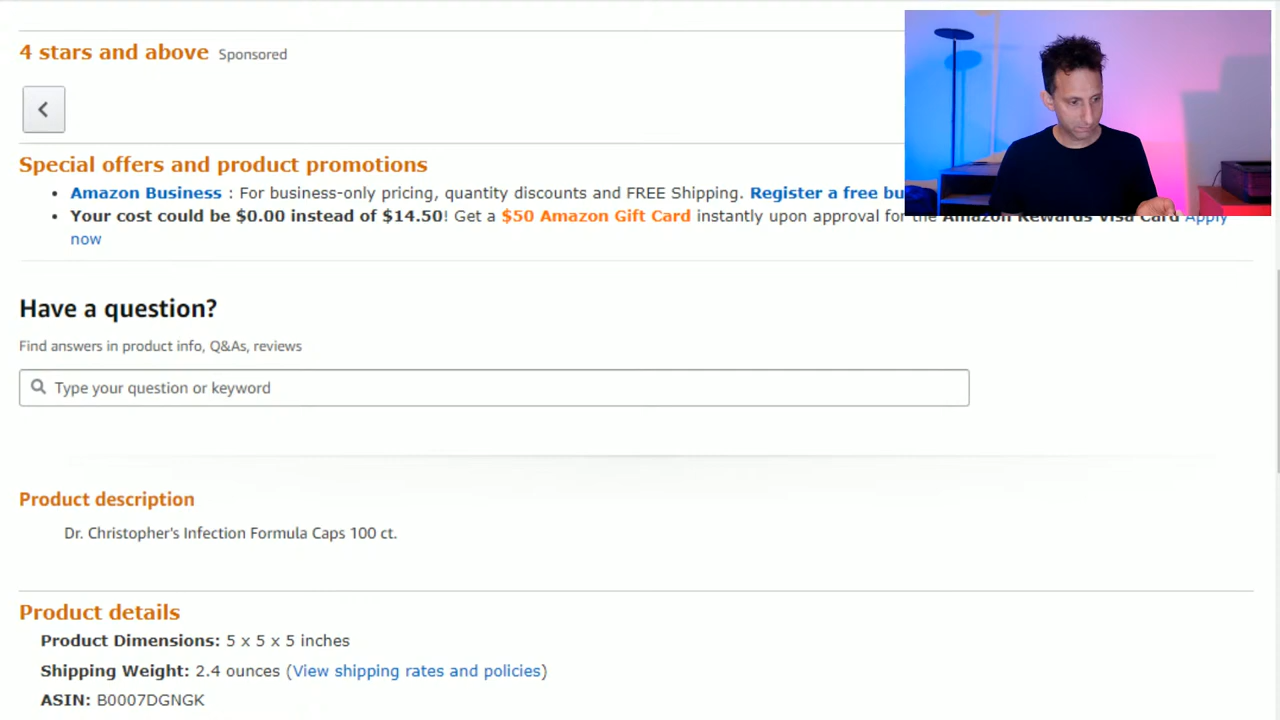 4 stars and above Sponsored
Special offers and product promotions
Amazon Business : For business-only pricing, quantity discounts and FREE Shipping. Register a free bu
Your cost could be $0.00 instead of $14.50! Get a $50 Amazon Gift Card instantly upon approval for the Amazon Rewards Visa Card Apply
now
Have a question?
Find answers in product info, Q&As, reviews
Type your question or keyword
Product description
Dr. Christopher's Infection Formula Caps 100 ct.
Product details
Product Dimensions: 5 x 5 x 5 inches
Shipping Weight: 2.4 ounces (View shipping rates and policies)
ASIN: B0007DGNGK